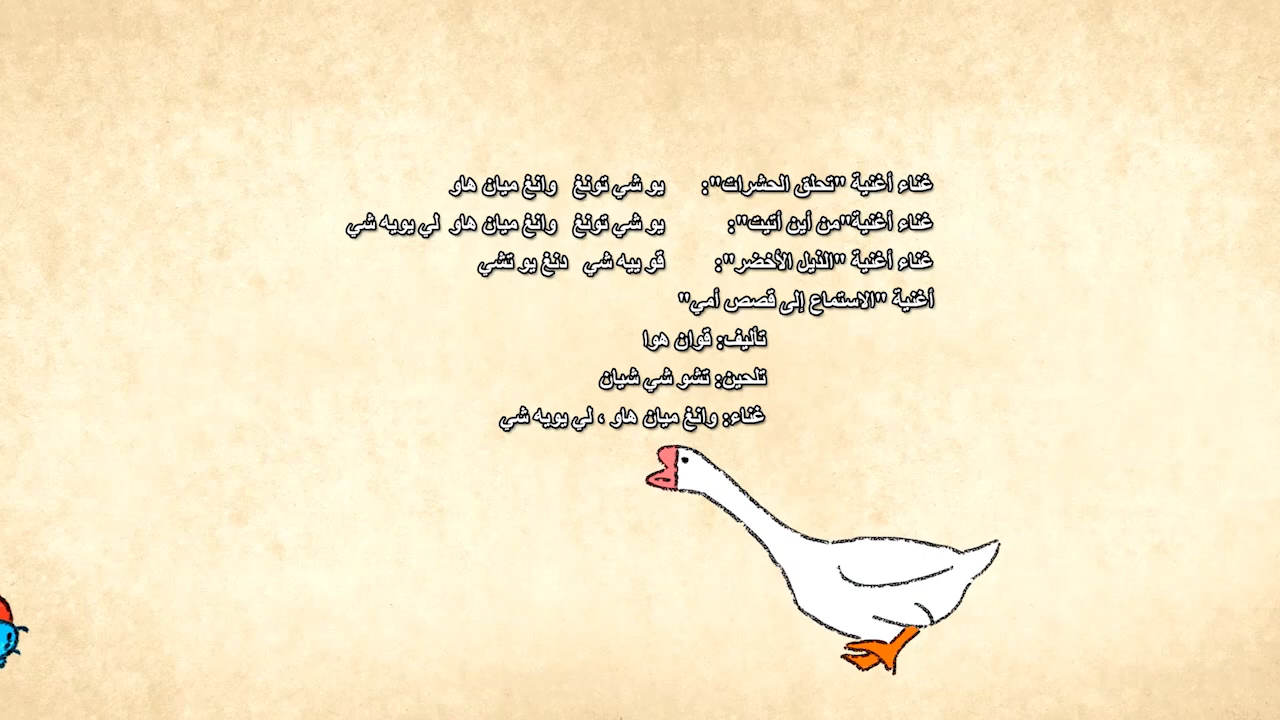 غناء أغنية "تحلق الحشرات": يو شي تونغ وانغ ميان هاو
غناء أغنية"من أين أتيت": يو شي تونغ وانغ ميان هاو لي يويه شي
غناء أغنية "الذيل الأخضر": قو بيه شي دنغ يو تشي
أغنية "الاستماع إلى قصص أمي"
تأليف: قوان هوا
تلحين: تشو شي شيان
غناء: وانغ ميان هاو ، لي يويه شي